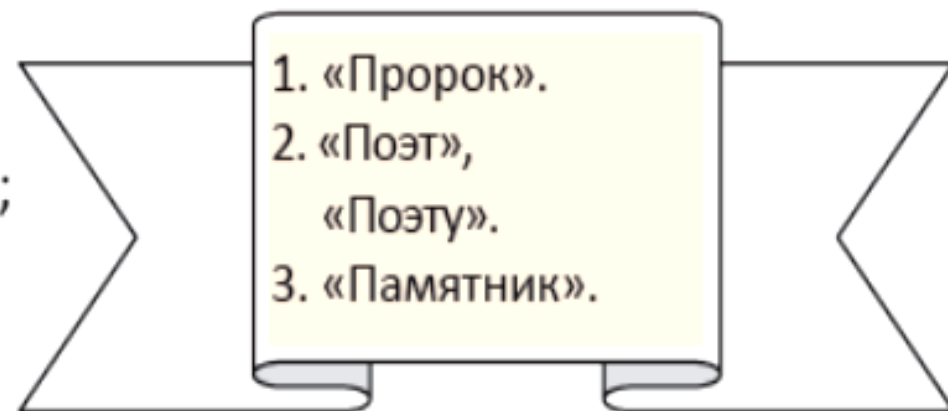 ;
1. «Пророк».
2. «Поэт»,
«Поэту».
3. «Памятник».